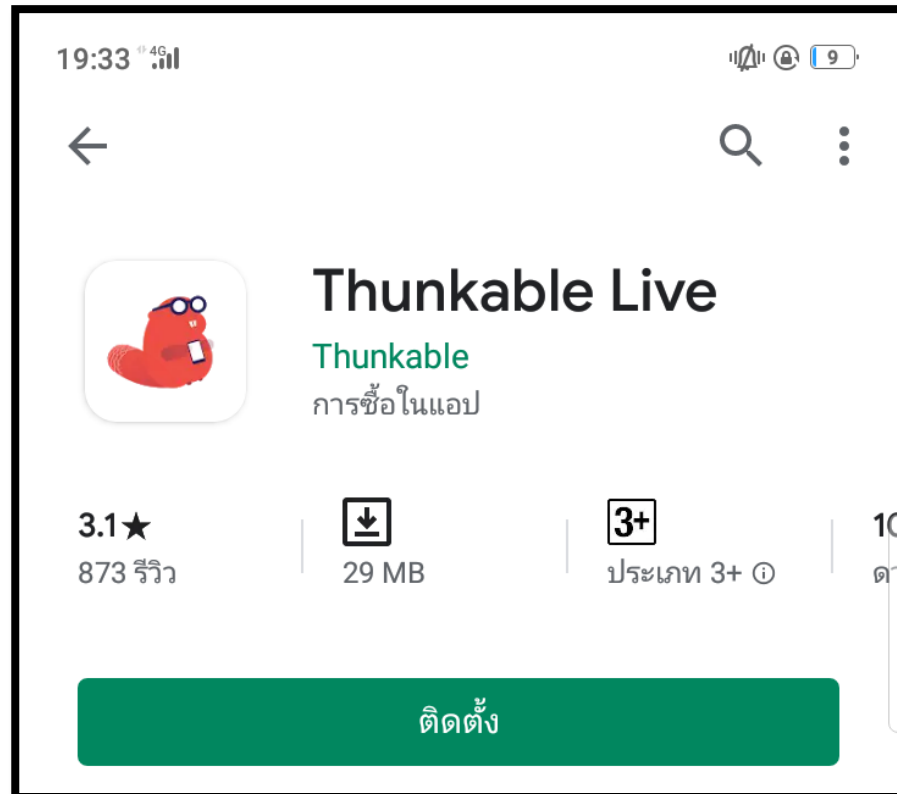 19:33 4G
9
Thunkable Live
Thunkable
การซื้อในแอป
3.1★
873 รีวิว
29 MB
3+
ประเภท 3+
ติดตั้ง